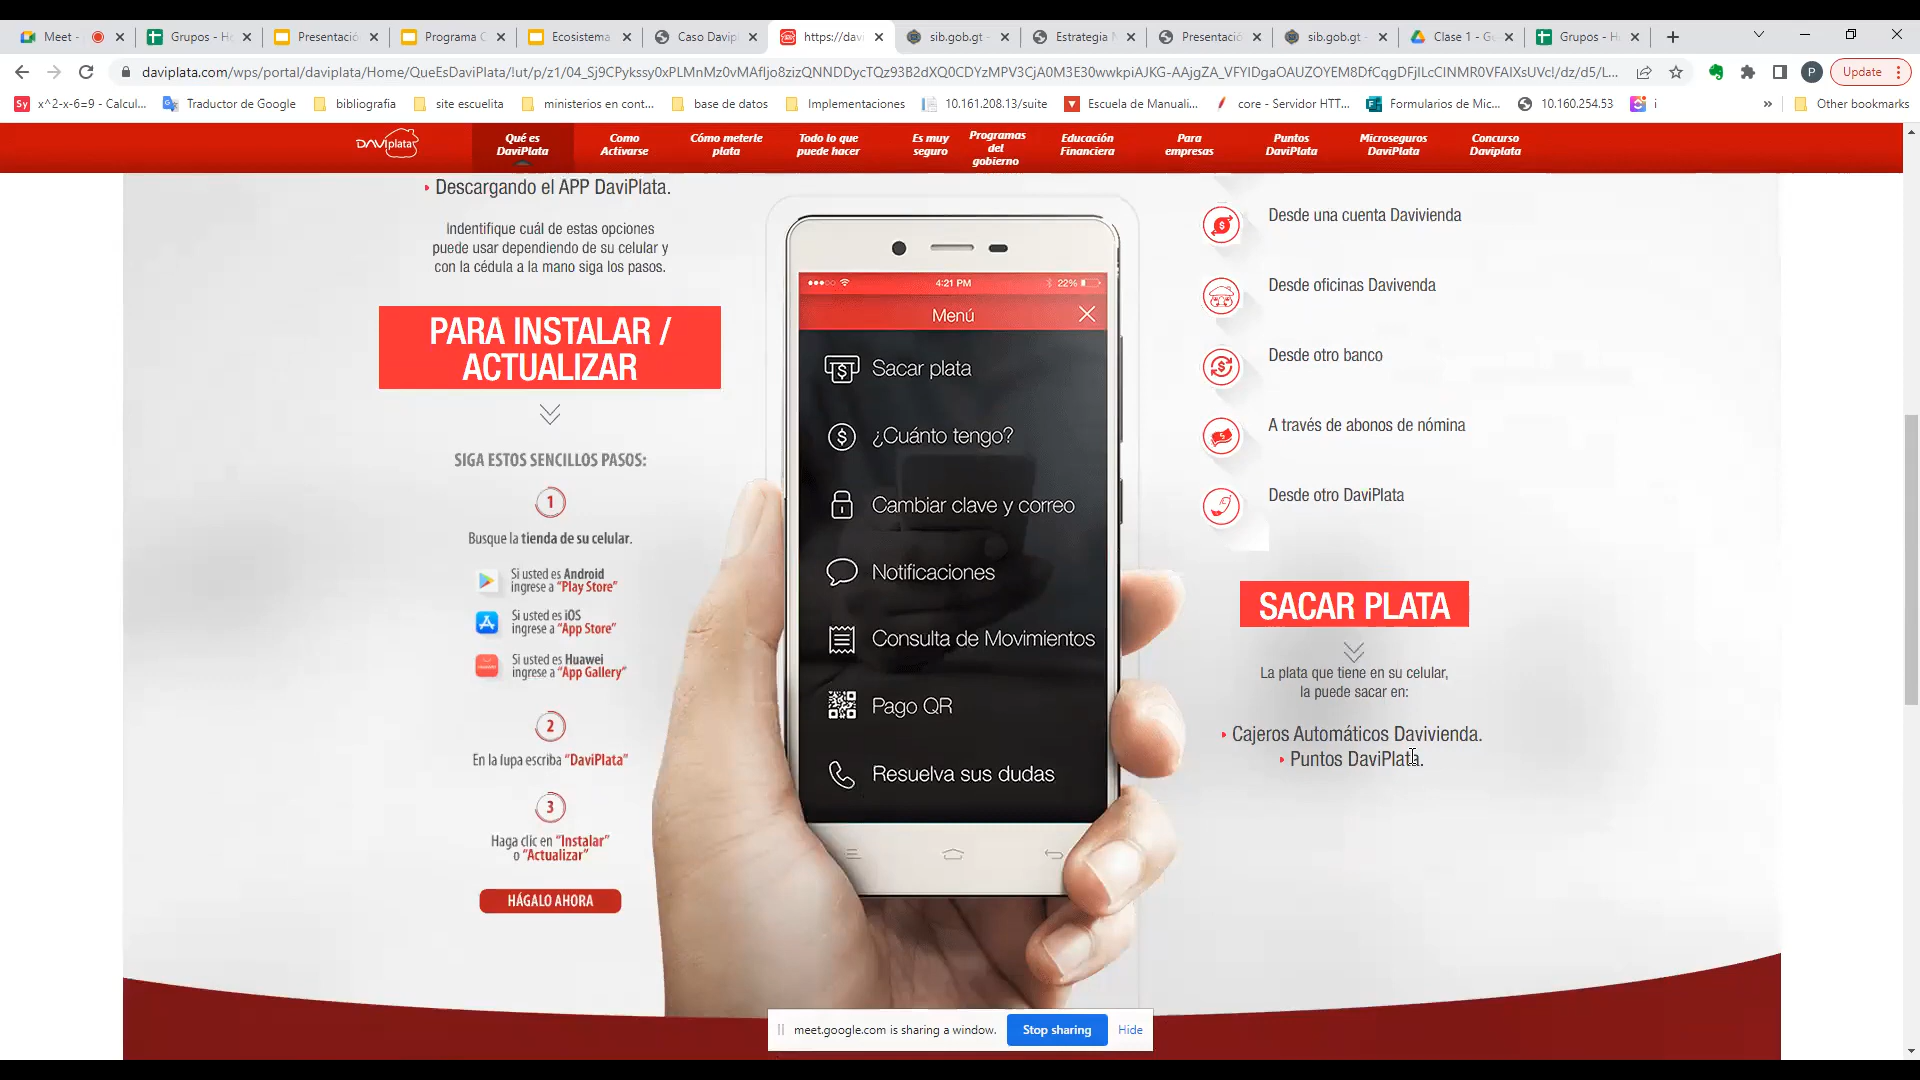 Meet -
Grupos - Ho
Presentació
Programa C
Ecosistema
Caso Davipl
https://davi
sib.gob.gt -
Estrategia N
Presentació
sib.gob.gt -
Clase 1 - Gu
Grupos - Ho
daviplata.com/wps/portal/daviplata/Home/QueEsDaviPlata/!ut/p/z1/
P
Update
x^2-x-6=9 - Calcul...
Traductor de Google
bibliografia
site escuelita
ministerios en cont...
base de datos
Implementaciones
10.161.208.13/suite
Escuela de Manuali...
core - Servidor HTT...
Formularios de Mic...
10.160.254.53
i
»
Other bookmarks
DAVIplata
Qué es
DaviPlata
Como
Activarse
Cómo meterle
plata
Todo lo que
puede hacer
Es muy
seguro
Programas
del
gobierno
Educación
Financiera
Para
empresas
Puntos
DaviPlata
Microseguros
DaviPlata
Concurso
Daviplata
• Descargando el APP DaviPlata.
Indentifique cuál de estas opciones
puede usar dependiendo de su celular y
con la cédula a la mano siga los pasos.
PARA INSTALAR /
ACTUALIZAR
SIGA ESTOS SENCILLOS PASOS:
1
Busque la tienda de su celular.
Si usted es Android
ingrese a “Play Store”
Si usted es iOS
ingrese a “App Store”
Si usted es Huawei
ingrese a “App Gallery”
2
En la lupa escriba “DaviPlata”
3
Haga clic en “Instalar”
o “Actualizar”
HÁGALO AHORA
4:21 PM
22%
Menú
Sacar plata
¿Cuánto tengo?
Cambiar clave y correo
Notificaciones
Consulta de Movimientos
Pago QR
Resuelva sus dudas
Desde una cuenta Davivienda
Desde oficinas Davivenda
Desde otro banco
A través de abonos de nómina
Desde otro DaviPlata
SACAR PLATA
La plata que tiene en su celular,
la puede sacar en:
• Cajeros Automáticos Davivienda.
• Puntos DaviPlata.
meet.google.com is sharing a window.
Stop sharing
Hide